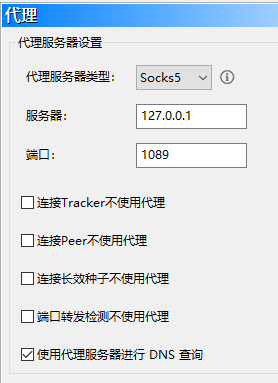 代理
代理服务器设置
代理服务器类型: Socks5
服务器: 127.0.0.1
端口: 1089
连接Tracker不使用代理
连接Peer不使用代理
连接长效种子不使用代理
端口转发检测不使用代理
使用代理服务器进行 DNS 查询